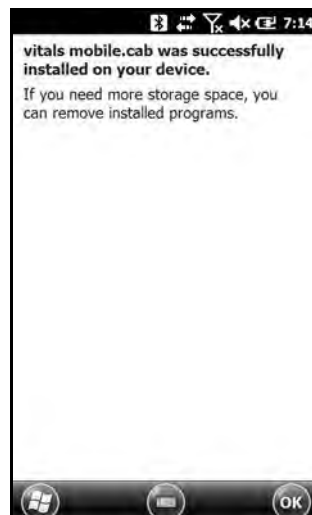 7:14
vitals mobile.cab was successfully
installed on your device.
If you need more storage space, you
can remove installed programs.
OK